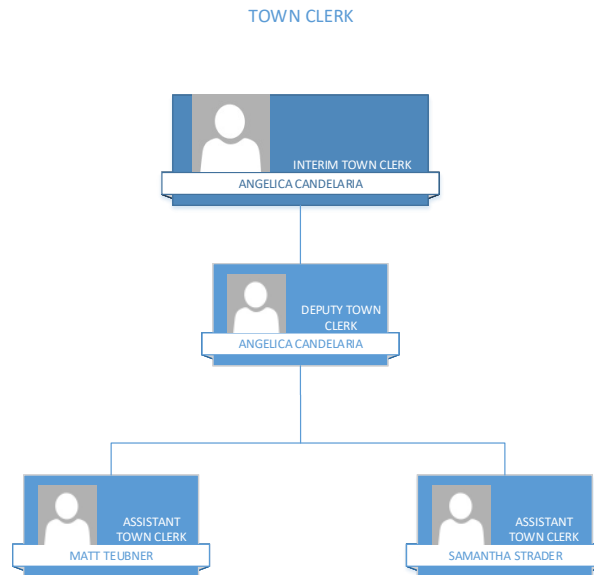 TOWN CLERK
INTERIM TOWN CLERK
ANGELICA CANDELARIA
DEPUTY TOWN
CLERK
ANGELICA CANDELARIA
ASSISTANT
TOWN CLERK
MATT TEUBNER
ASSISTANT
TOWN CLERK
SAMANTHA STRADER